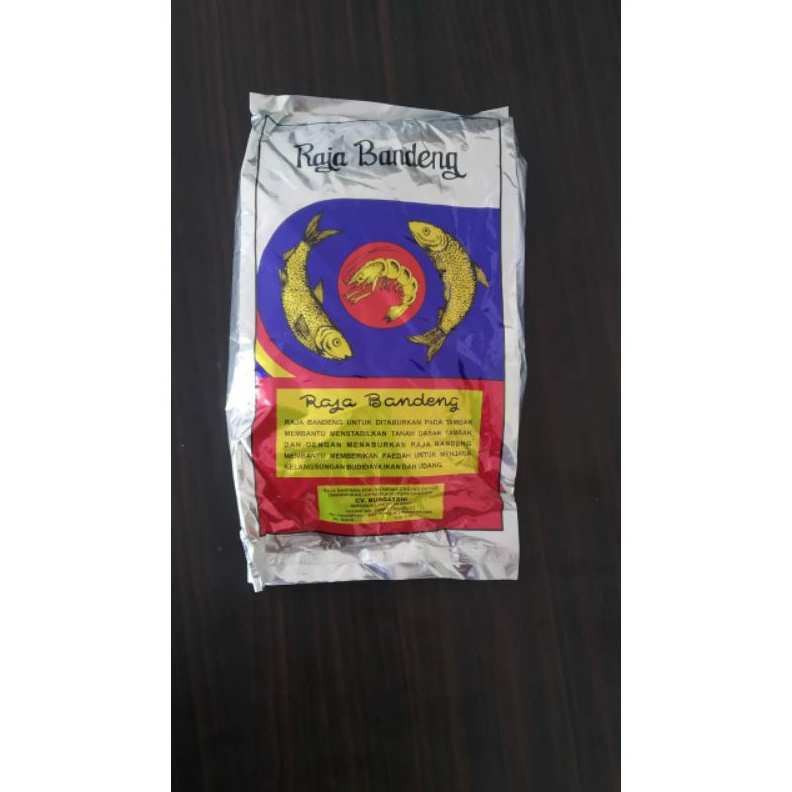 Raja Bandeng
Raja Bandeng
RAJA BANDENG UNTUK DITABURKAN PADA TAMBAK
MEMBANTU MENSTABILKAN TANAH DASAR TAMBAK
DAN DENGAN MENABURKAN RAJA BANDENG
MEMBANTU MEMBERIKAN FAEDAH UNTUK MENJAGA
KELANGSUNGAN BUDIDAYA IKAN DAN UDANG.
CV. BUNGATANI